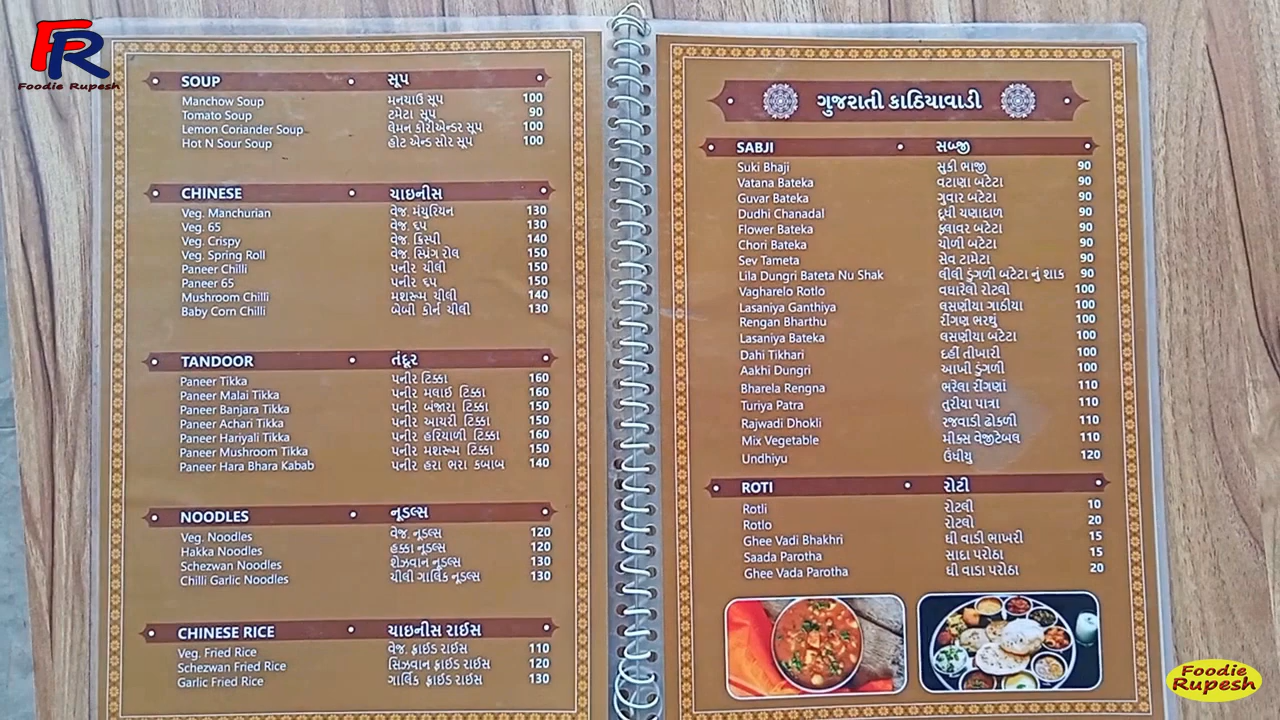 FR
Foodie Rupesh
SOUP સૂપ
Manchow Soup મનચાઉ સૂપ 100
Tomato Soup ટમેટા સૂપ 90
Lemon Coriander Soup લેમન કોરીએન્ડર સૂપ 100
Hot N Sour Soup હોટ એન્ડ સોર સૂપ 100
CHINESE ચાઇનીસ
Veg. Manchurian વેજ. મંચુરિયન 130
Veg. 65 વેજ. ૬૫ 130
Veg. Crispy વેજ. ક્રિસ્પી 140
Veg. Spring Roll વેજ. સ્પ્રિંગ રોલ 150
Paneer Chilli પનીર ચીલી 150
Paneer 65 પનીર ૬૫ 150
Mushroom Chilli મશરૂમ ચીલી 140
Baby Corn Chilli બેબી કોર્ન ચીલી 130
TANDOOR તંદૂર
Paneer Tikka પનીર ટિક્કા 160
Paneer Malai Tikka પનીર મલાઇ ટિક્કા 160
Paneer Banjara Tikka પનીર બંજારા ટિક્કા 150
Paneer Achari Tikka પનીર આચરી ટિક્કા 150
Paneer Hariyali Tikka પનીર હરિયાળી ટિક્કા 160
Paneer Mushroom Tikka પનીર મશરૂમ ટિક્કા 150
Paneer Hara Bhara Kabab પનીર હરા ભરા કબાબ 140
NOODLES નૂડલ્સ
Veg. Noodles વેજ. નૂડલ્સ 120
Hakka Noodles હક્કા નૂડલ્સ 120
Schezwan Noodles શેઝવાન નૂડલ્સ 130
Chilli Garlic Noodles ચીલી ગાર્લિક નૂડલ્સ 130
CHINESE RICE ચાઇનીસ રાઈસ
Veg. Fried Rice વેજ. ફ્રાઈડ રાઈસ 110
Schezwan Fried Rice સિઝવાન ફ્રાઈડ રાઈસ 120
Garlic Fried Rice ગાર્લિક ફ્રાઈડ રાઈસ 130
ગુજરાતી કાઠિયાવાડી
SABJI સબ્જી
Suki Bhaji સૂકી ભાજી 90
Vatana Bateka વટાણા બટેટા 90
Guvar Bateka ગુવાર બટેટા 90
Dudhi Chanadal દૂધી ચણાદાળ 90
Flower Bateka ફ્લાવર બટેટા 90
Chori Bateka ચોળી બટેટા 90
Sev Tameta સેવ ટામેટા 90
Lila Dungri Bateta Nu Shak લીલી ડુંગળી બટેટા નું શાક 90
Vagharelo Rotlo વઘારેલો રોટલો 100
Lasaniya Ganthiya લસણીયા ગાઠીયા 100
Rengan Bharthu રીંગણ ભરથું 100
Lasaniya Bateka લસણીયા બટેટા 100
Dahi Tikhari દહીં તીખારી 100
Aakhi Dungri આખી ડુંગળી 100
Bharela Rengna ભરેલા રીંગણાં 110
Turiya Patra તુરીયા પાત્રા 110
Rajwadi Dhokli રજવાડી ઢોકળી 110
Mix Vegetable મીક્સ વેજીટેબલ 110
Undhiyu ઉંધીયુ 120
ROTI રોટી
Rotli રોટલી 10
Rotlo રોટલો 20
Ghee Vadi Bhakhri ઘી વાડી ભાખરી 15
Saada Parotha સાદા પરોઠા 15
Ghee Vada Parotha ઘી વાડા પરોઠા 20
Foodie
Rupesh